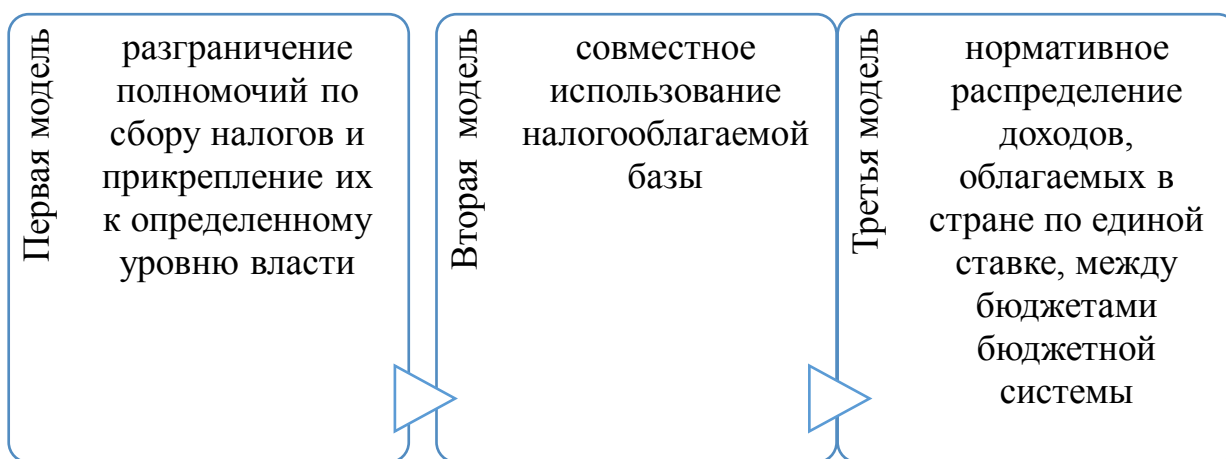 Первая модель
разграничение
полномочий по
сбору налогов и
прикрепление их
к определенному
уровню власти
Вторая модель
совместное
использование
налогооблагаемой
базы
Третья модель
нормативное
распределение
доходов,
облагаемых в
стране по единой
ставке, между
бюджетами
бюджетной
системы